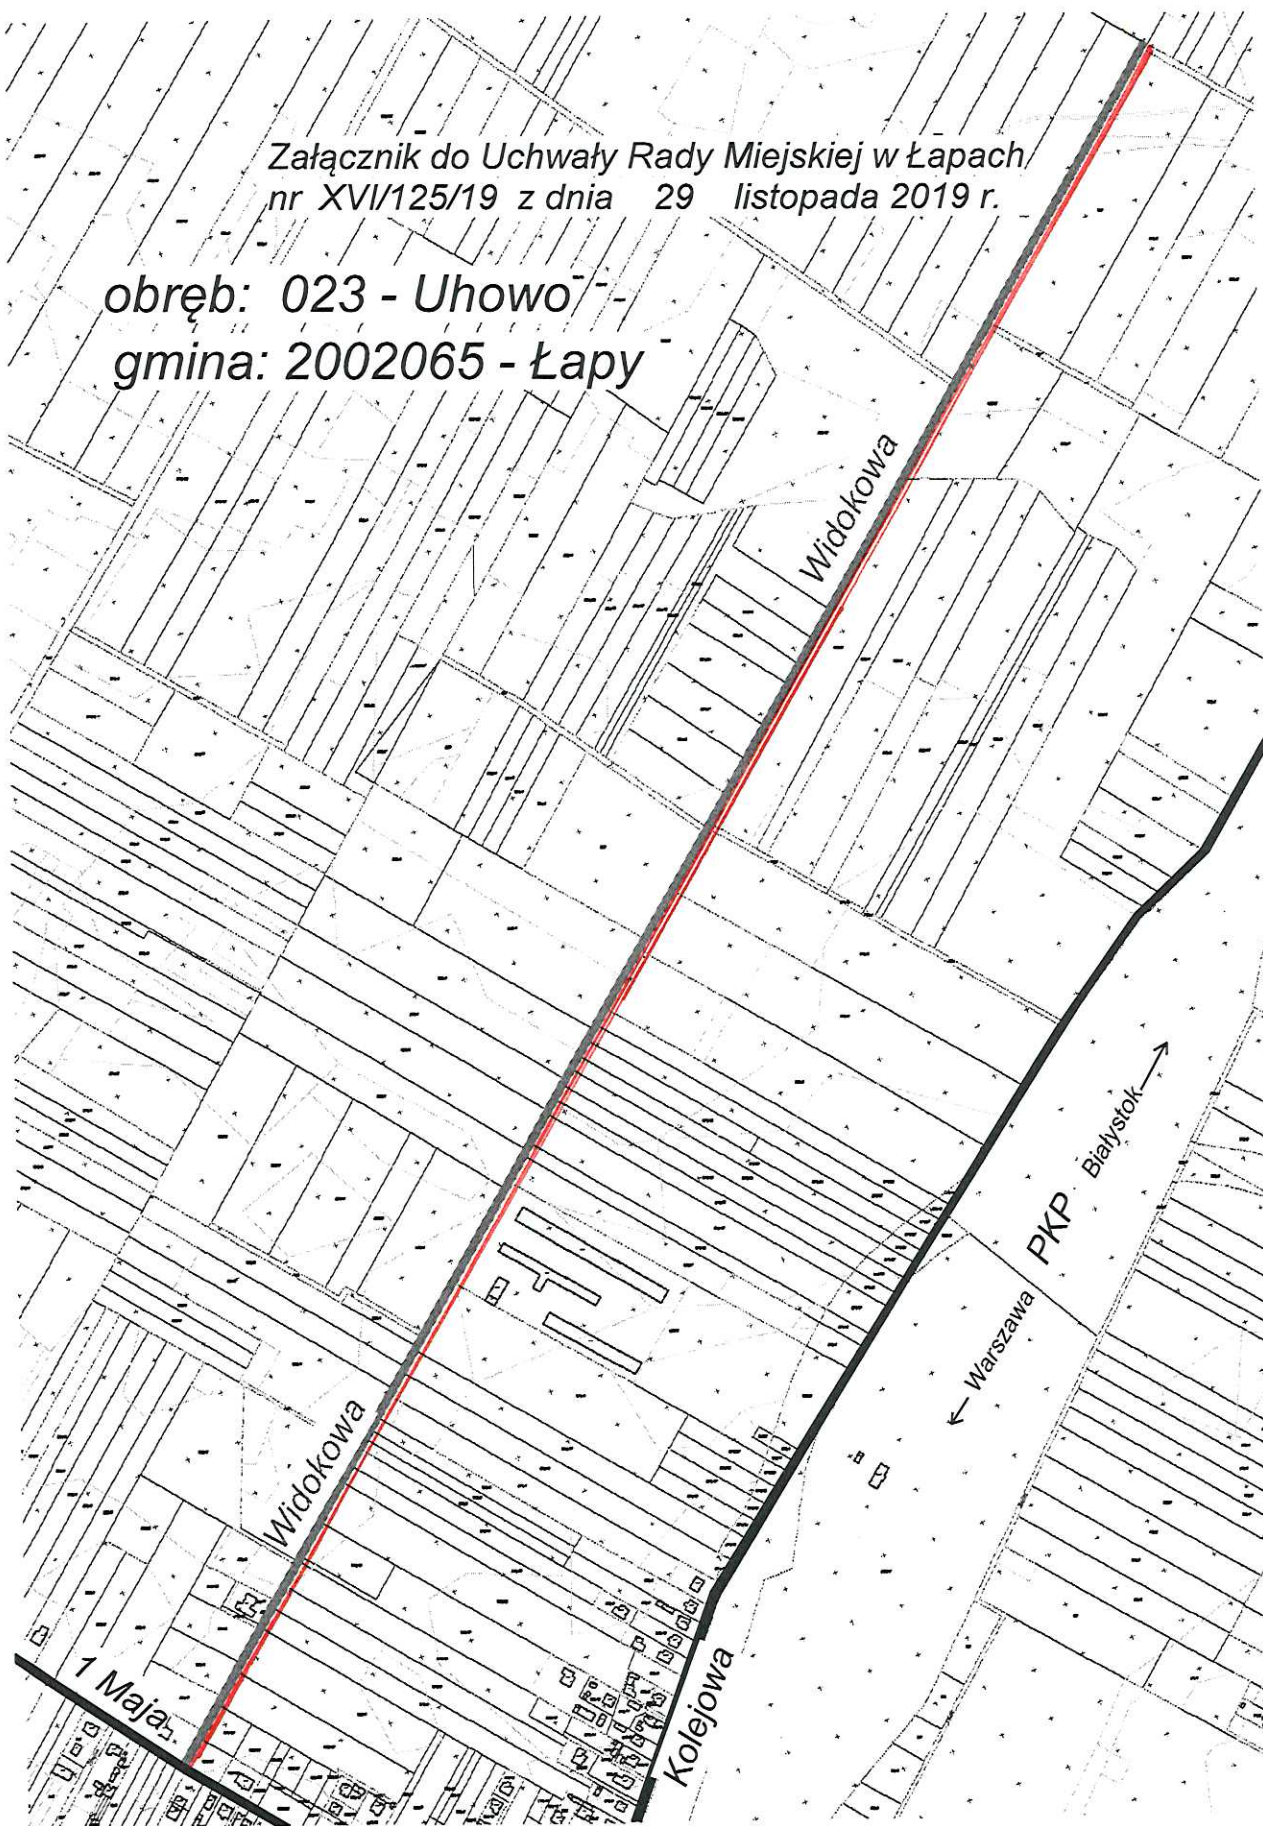 Załącznik do Uchwały Rady Miejskiej w Łapach
nr XVI/125/19 z dnia 29 listopada 2019 r.
obręb: 023 - Uhowo
gmina: 2002065 - Łapy
Widokowa
Białystok
PKP
Warszawa
Widokowa
1 Maja
Kolejowa